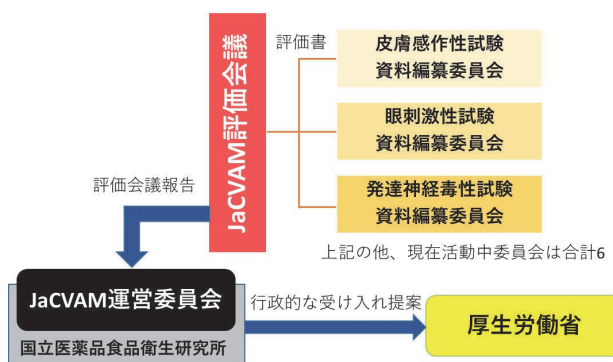 JaCVAM評価会議
評価書
皮膚感作性試験
資料編纂委員会
眼刺激性試験
資料編纂委員会
発達神経毒性試験
資料編纂委員会
上記の他、現在活動中委員会は合計6
評価会議報告
JaCVAM運営委員会
国立医薬品食品衛生研究所
行政的な受け入れ提案
厚生労働省